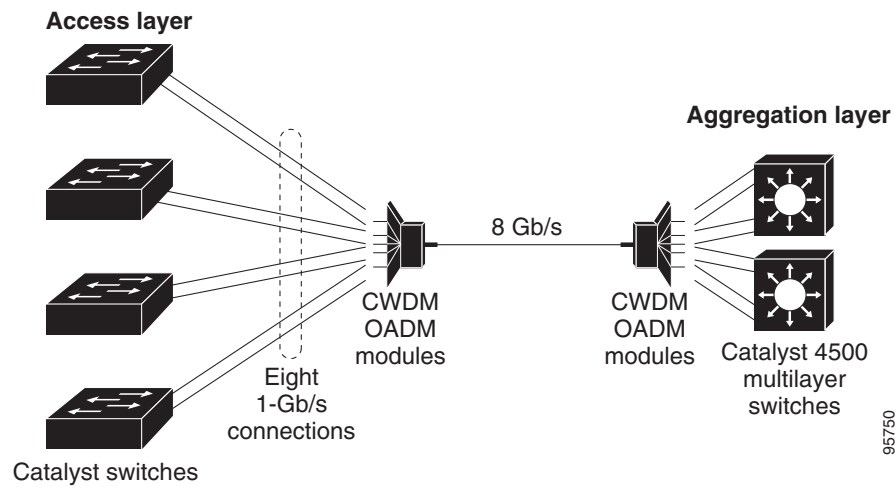 Access layer
Aggregation layer
8 Gb/s
CWDM
OADM
modules
CWDM
OADM
modules
Catalyst 4500
multilayer
switches
Eight
1-Gb/s
connections
Catalyst switches
95750